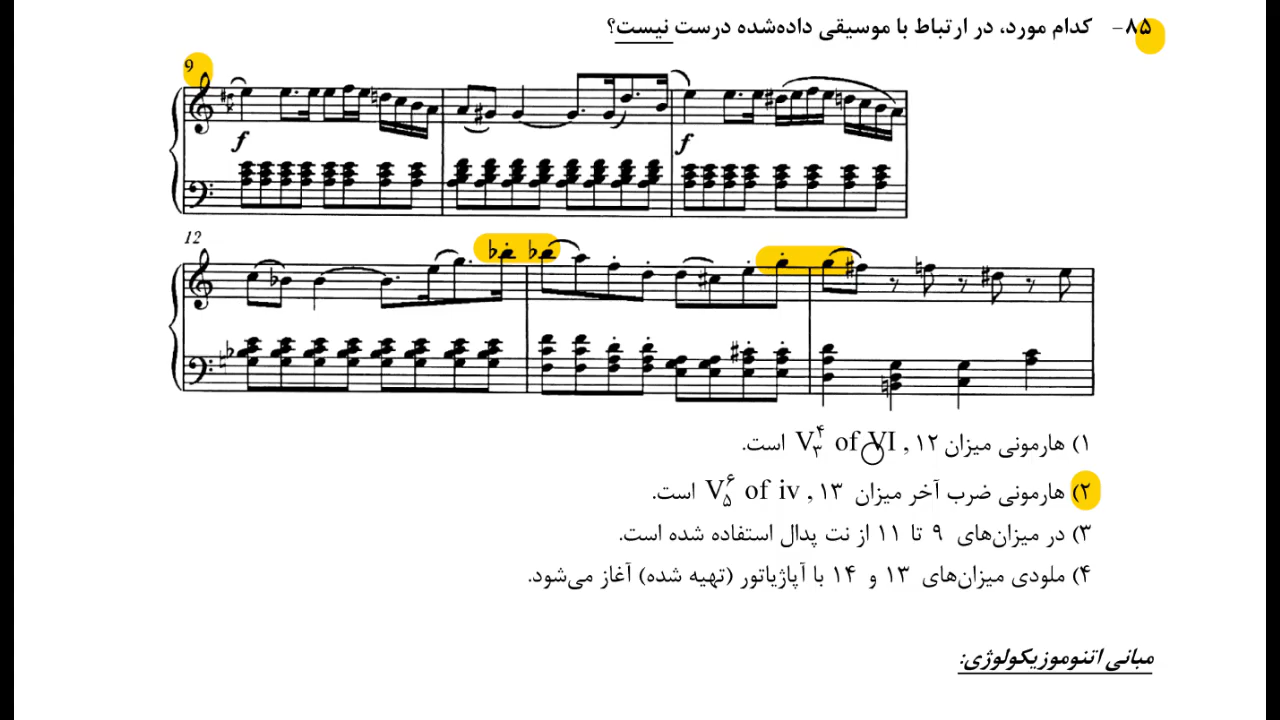 ۸۵- کدام مورد، در ارتباط با موسیقی داده‌شده درست نیست؟
9
f
f
12
۱) هارمونی میزان ۱۲ , V۴۳ of VI است.
۲) هارمونی ضرب آخر میزان ۱۳ , V۶۵ of iv است.
۳) در میزان‌های ۹ تا ۱۱ از نت پدال استفاده شده است.
۴) ملودی میزان‌های ۱۳ و ۱۴ با آپاژیاتور (تهیه شده) آغاز می‌شود.
مبانی اتنوموزیکولوژی: